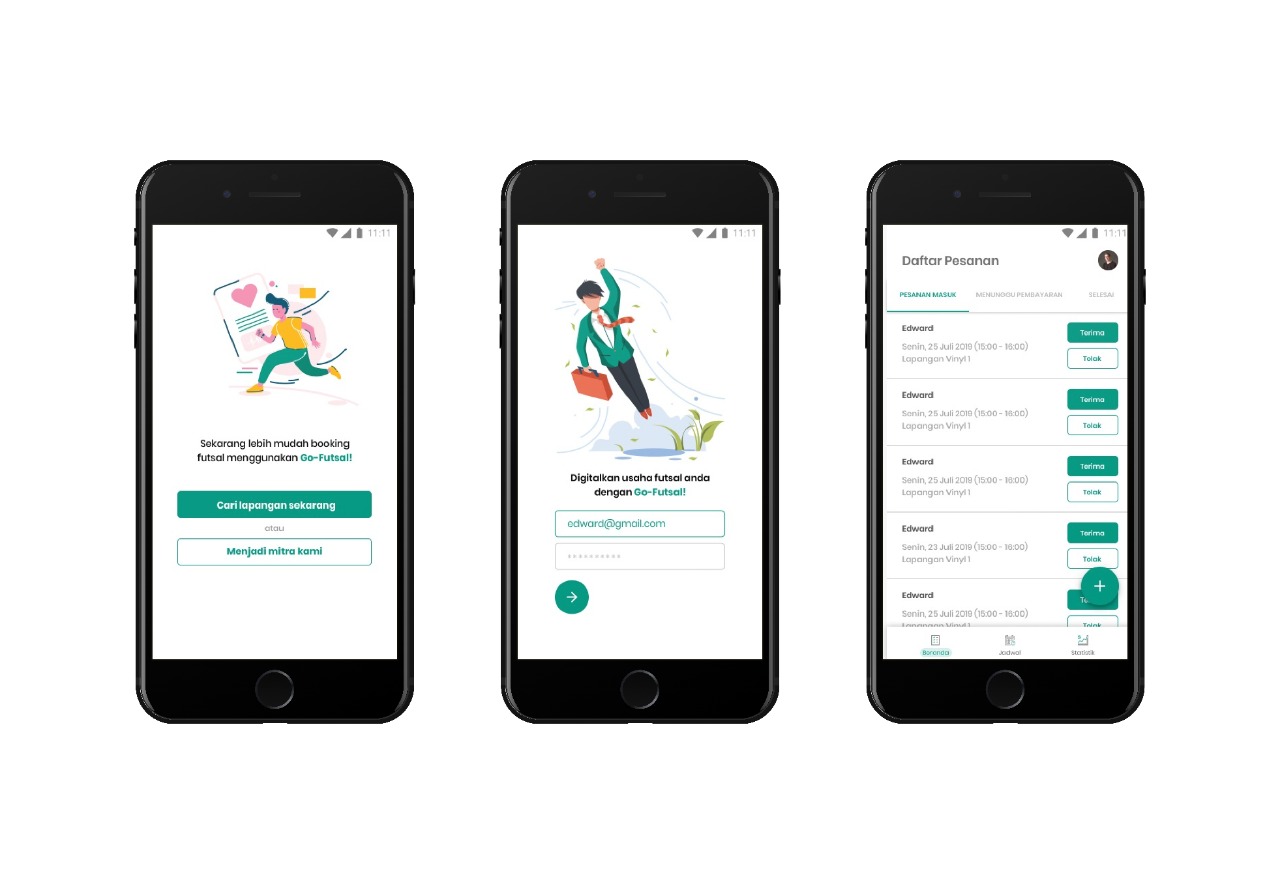 11:11
Sekarang lebih mudah booking
futsal menggunakan Go-Futsal!
Cari lapangan sekarang
atau
Menjadi mitra kami
11:11
Digitalkan usaha futsal anda
dengan Go-Futsal!
edward@gmail.com
**********
11:11
Daftar Pesanan
PESANAN MASUK MENUNGGU PEMBAYARAN SELESAI
Edward
Senin, 25 Juli 2019 (15:00 - 16:00)
Lapangan Vinyl 1
Terima
Tolak
Edward
Senin, 25 Juli 2019 (15:00 - 16:00)
Lapangan Vinyl 1
Terima
Tolak
Edward
Senin, 25 Juli 2019 (15:00 - 16:00)
Lapangan Vinyl 1
Terima
Tolak
Edward
Senin, 23 Juli 2019 (15:00 - 16:00)
Lapangan Vinyl 1
Terima
Tolak
+
Edward
Senin, 25 Juli 2019 (15:00 - 16:00)
Lapangan Vinyl 1
Tolak
Beranda Jadwal Statistik